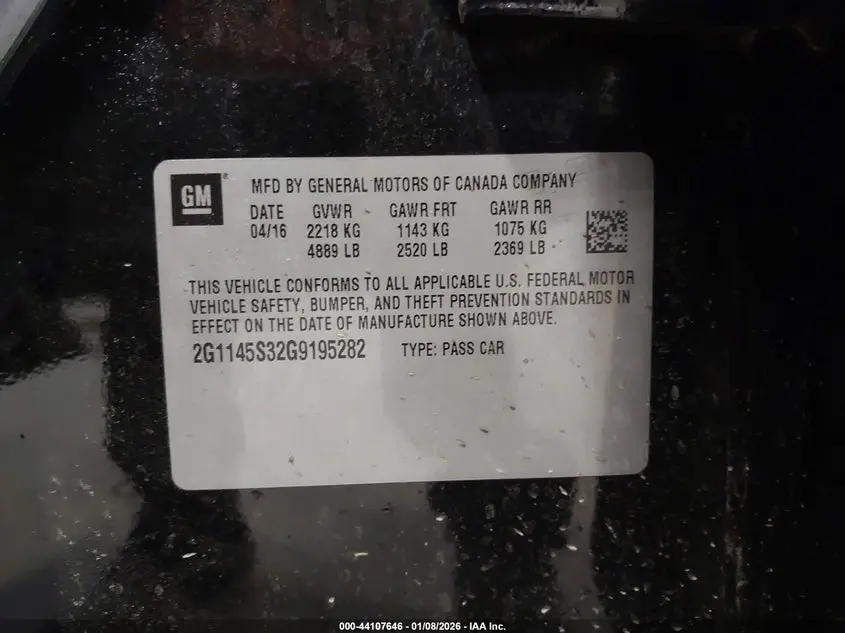 GM ®
MFD BY GENERAL MOTORS OF CANADA COMPANY
DATE GVWR GAWR FRT GAWR RR
04/16 2218 KG 1143 KG 1075 KG
4889 LB 2520 LB 2369 LB
THIS VEHICLE CONFORMS TO ALL APPLICABLE U.S. FEDERAL MOTOR
VEHICLE SAFETY, BUMPER, AND THEFT PREVENTION STANDARDS IN
EFFECT ON THE DATE OF MANUFACTURE SHOWN ABOVE.
2G1145S32G9195282 TYPE: PASS CAR
000-44107646 - 01/08/2026 - IAA Inc.